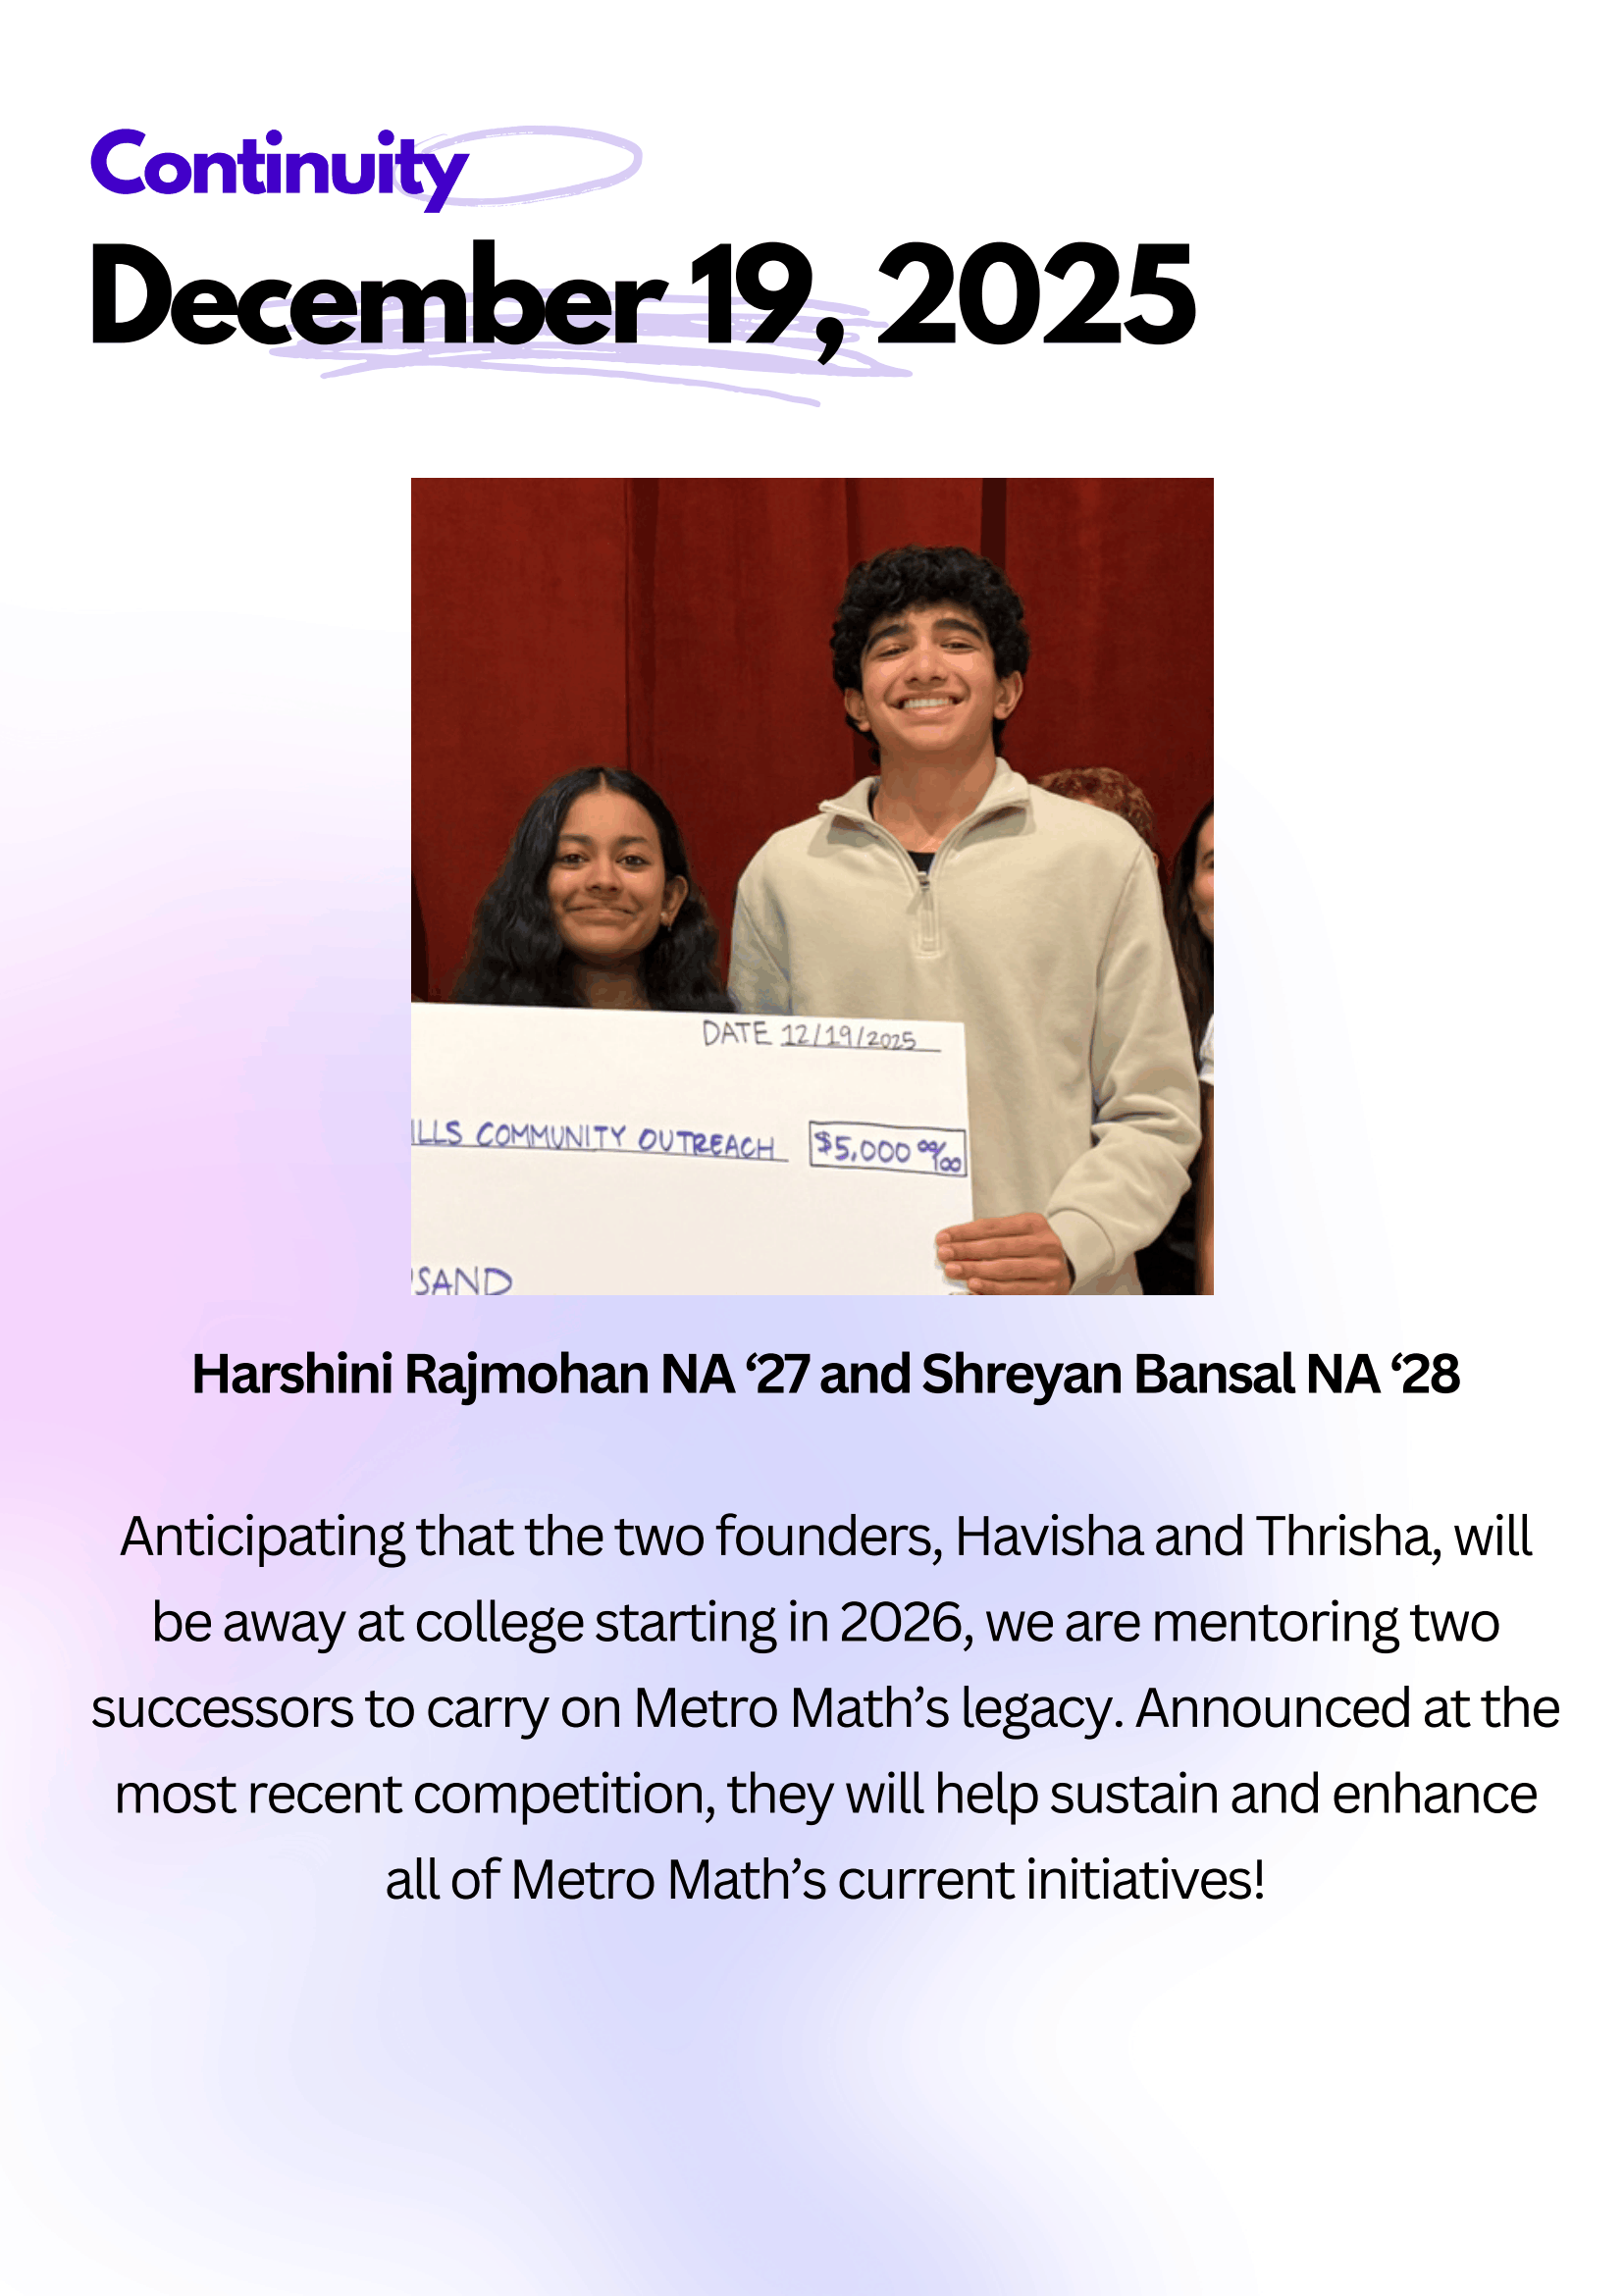 Continuity
December 19, 2025
DATE 12/19/2025
COMMUNITY OUTREACH $5,000 00/00
Harshini Rajmohan NA ‘27 and Shreyan Bansal NA ‘28
Anticipating that the two founders, Havisha and Thrisha, will
be away at college starting in 2026, we are mentoring two
successors to carry on Metro Math’s legacy. Announced at the
most recent competition, they will help sustain and enhance
all of Metro Math’s current initiatives!